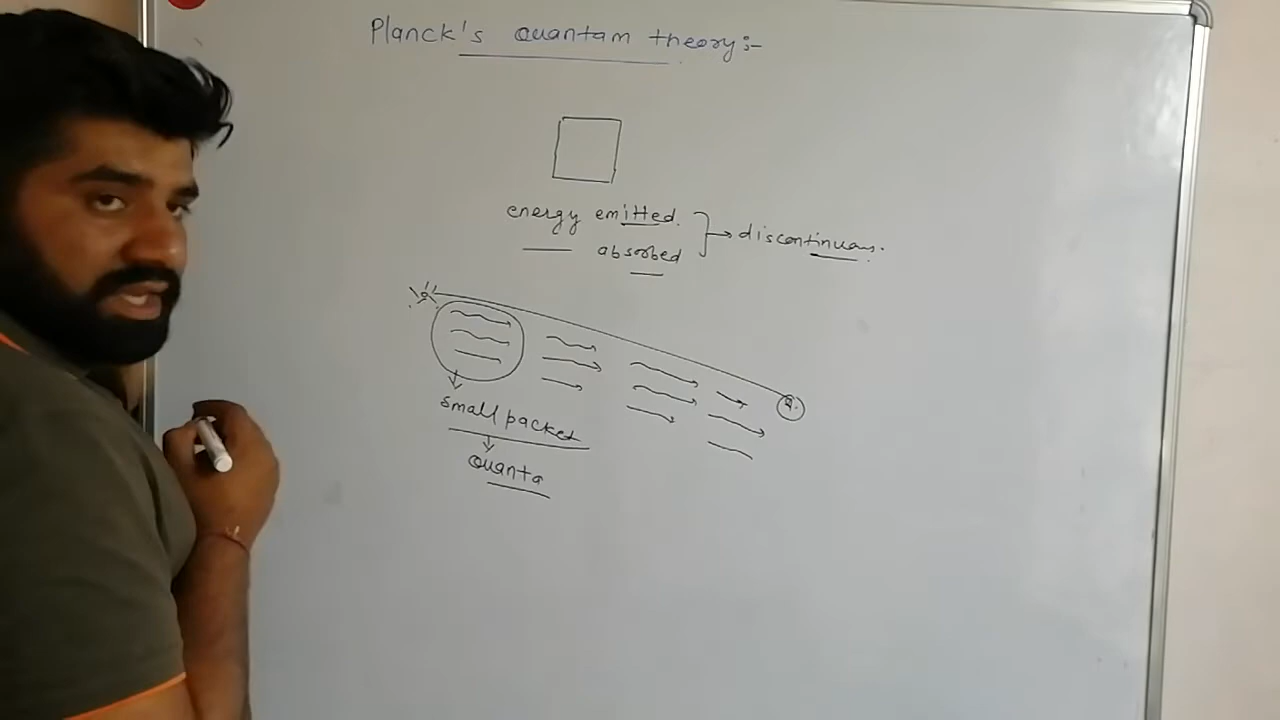 Planck's quantam theory:-
energy emitted.
absorbed
discontinuous.
small packet
quanta